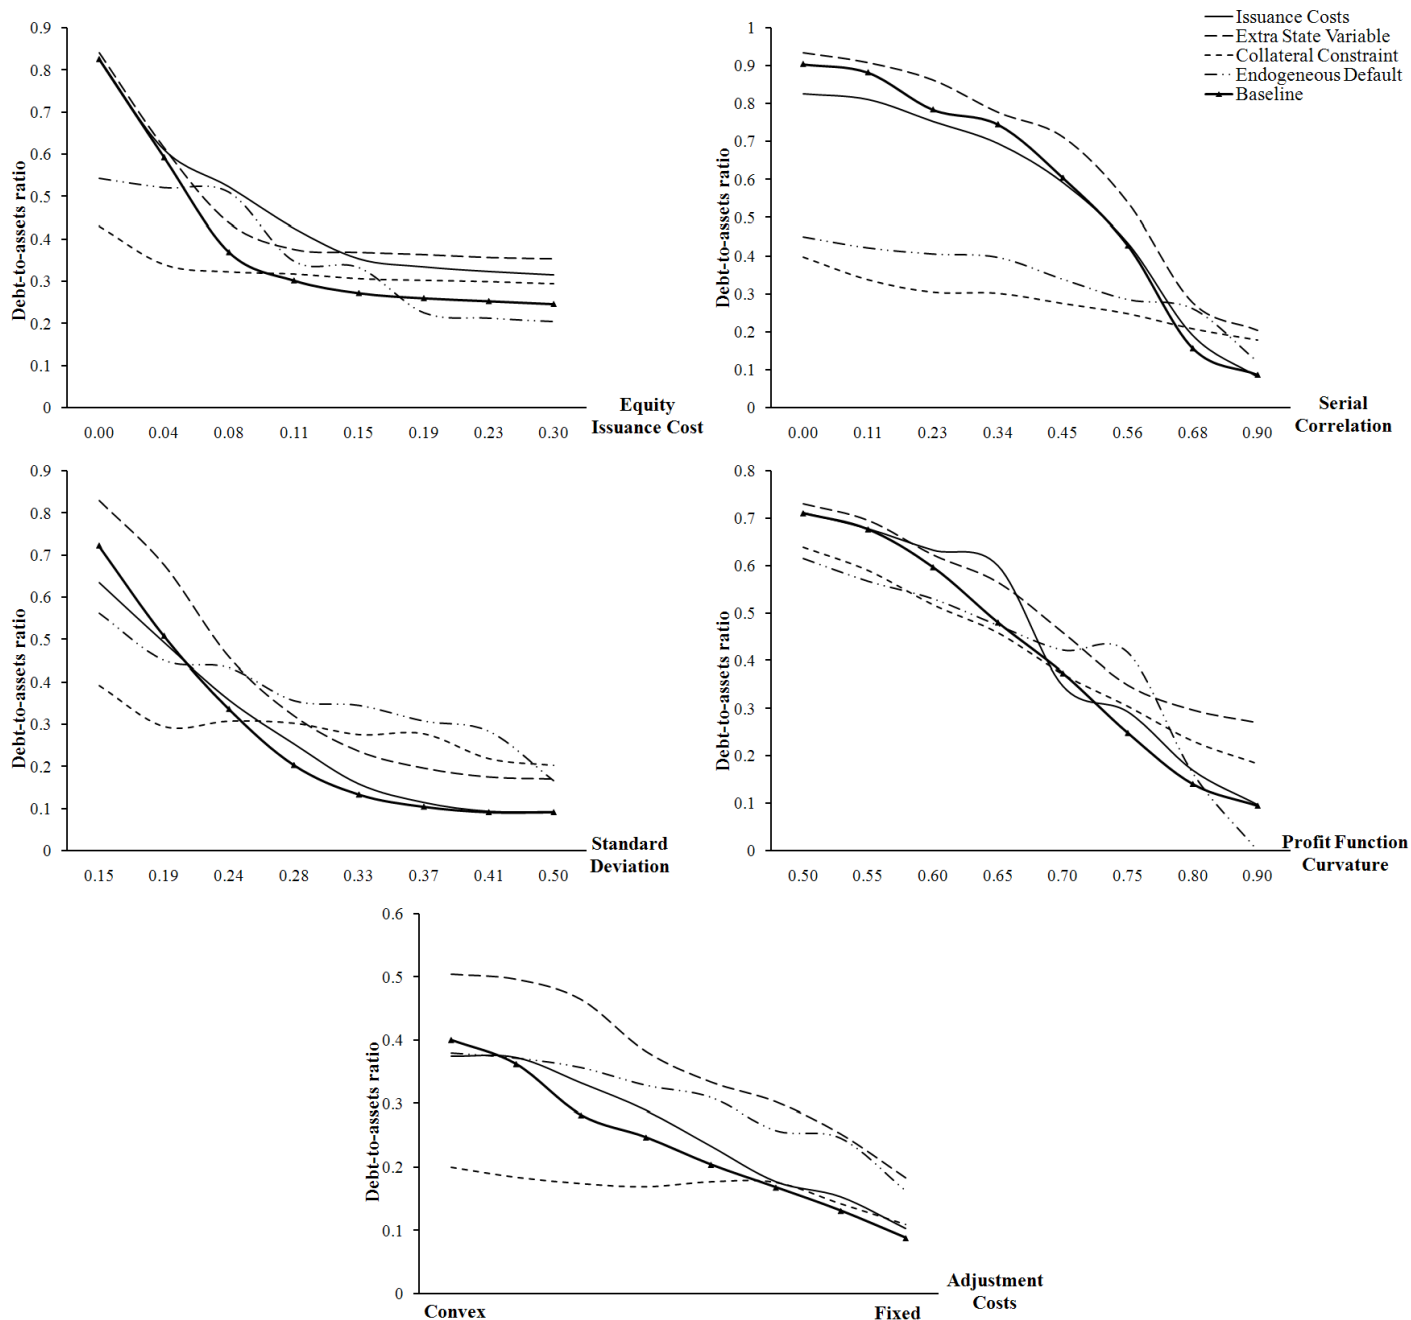 Issuance Costs
Extra State Variable
Collateral Constraint
Endogeneous Default
Baseline
Debt-to-assets ratio
0.9
0.8
0.7
0.6
0.5
0.4
0.3
0.2
0.1
0
0.00 0.04 0.08 0.11 0.15 0.19 0.23 0.30
Equity
Issuance Cost
Debt-to-assets ratio
1
0.9
0.8
0.7
0.6
0.5
0.4
0.3
0.2
0.1
0
0.00 0.11 0.23 0.34 0.45 0.56 0.68 0.90
Serial
Correlation
Debt-to-assets ratio
0.9
0.8
0.7
0.6
0.5
0.4
0.3
0.2
0.1
0
0.15 0.19 0.24 0.28 0.33 0.37 0.41 0.50
Standard
Deviation
Debt-to-assets ratio
0.8
0.7
0.6
0.5
0.4
0.3
0.2
0.1
0
0.50 0.55 0.60 0.65 0.70 0.75 0.80 0.90
Profit Function
Curvature
Debt-to-assets ratio
0.6
0.5
0.4
0.3
0.2
0.1
0
Convex Fixed
Adjustment
Costs